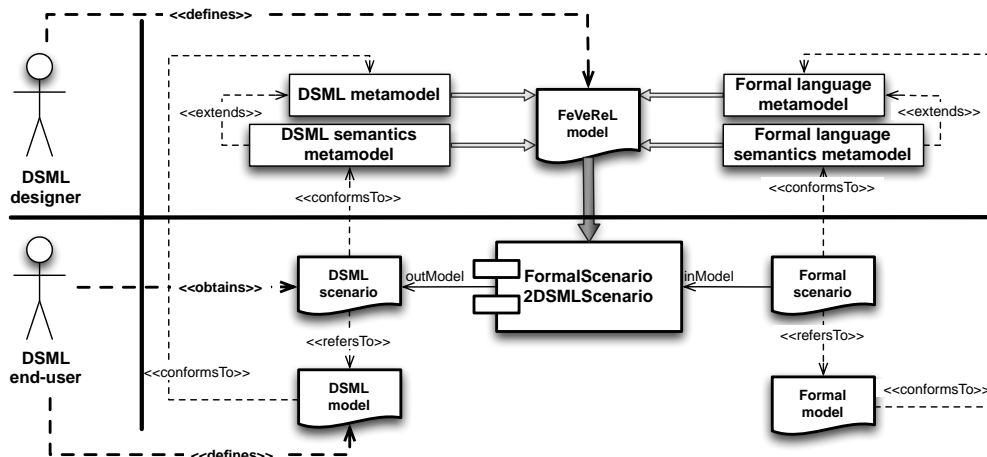 <<defines>>
DSML metamodel
Formal language
metamodel
FeVeReL
model
<<extends>>
<<extends>>
DSML semantics
metamodel
Formal language
semantics metamodel
DSML
designer
<<conformsTo>>
<<conformsTo>>
DSML
scenario
outModel
FormalScenario
2DSMLScenario
inModel
Formal
scenario
<<obtains>>
<<refersTo>>
<<refersTo>>
DSML
end-user
<<conformsTo>>
DSML
model
Formal
model
<<conformsTo>>
<<defines>>